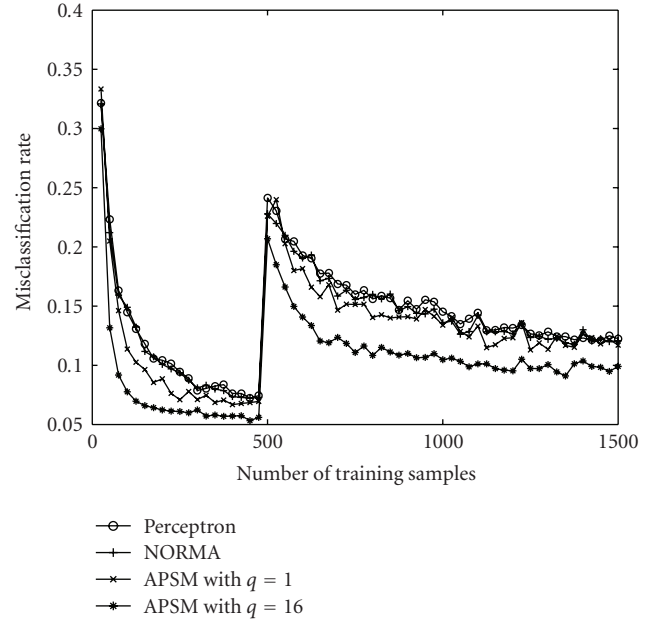 0.4
0.35
0.3
0.25
0.2
0.15
0.1
0.05
Misclassification rate
0 500 1000 1500
Number of training samples
Perceptron
NORMA
APSM with q = 1
APSM with q = 16